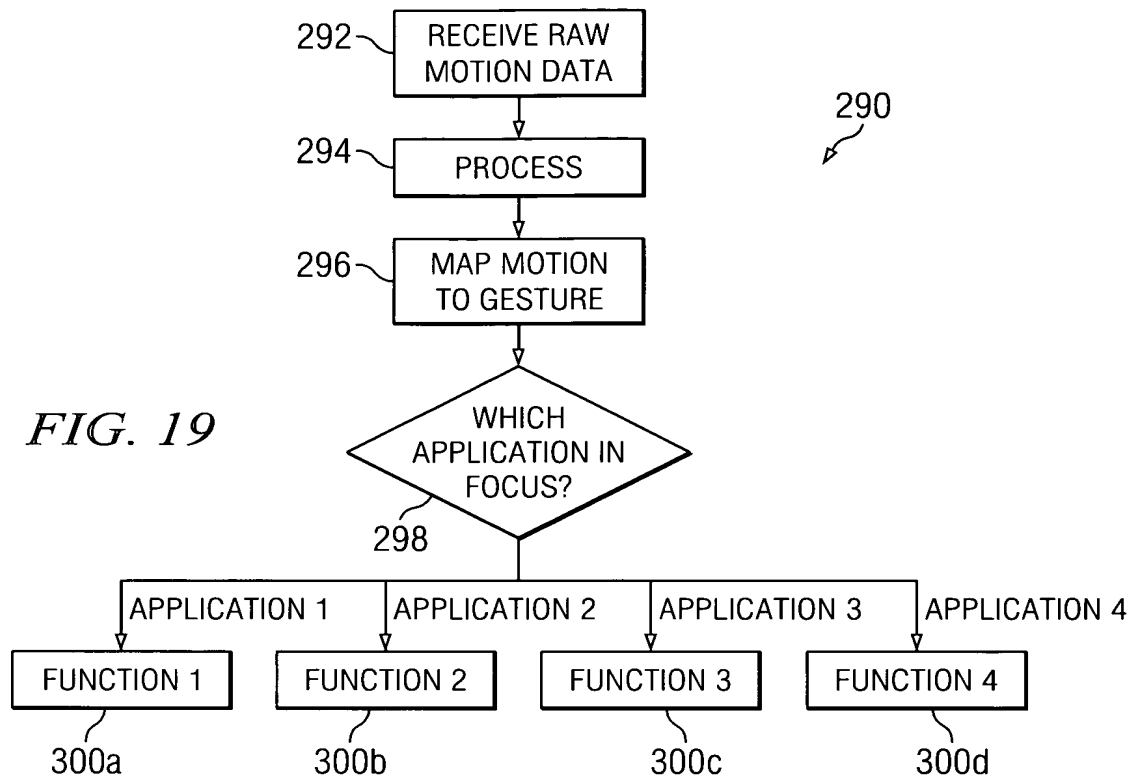 292
RECEIVE RAW
MOTION DATA
290
294
PROCESS
296
MAP MOTION
TO GESTURE
FIG. 19
WHICH
APPLICATION IN
FOCUS?
298
APPLICATION 1
APPLICATION 2
APPLICATION 3
APPLICATION 4
FUNCTION 1
FUNCTION 2
FUNCTION 3
FUNCTION 4
300a
300b
300c
300d